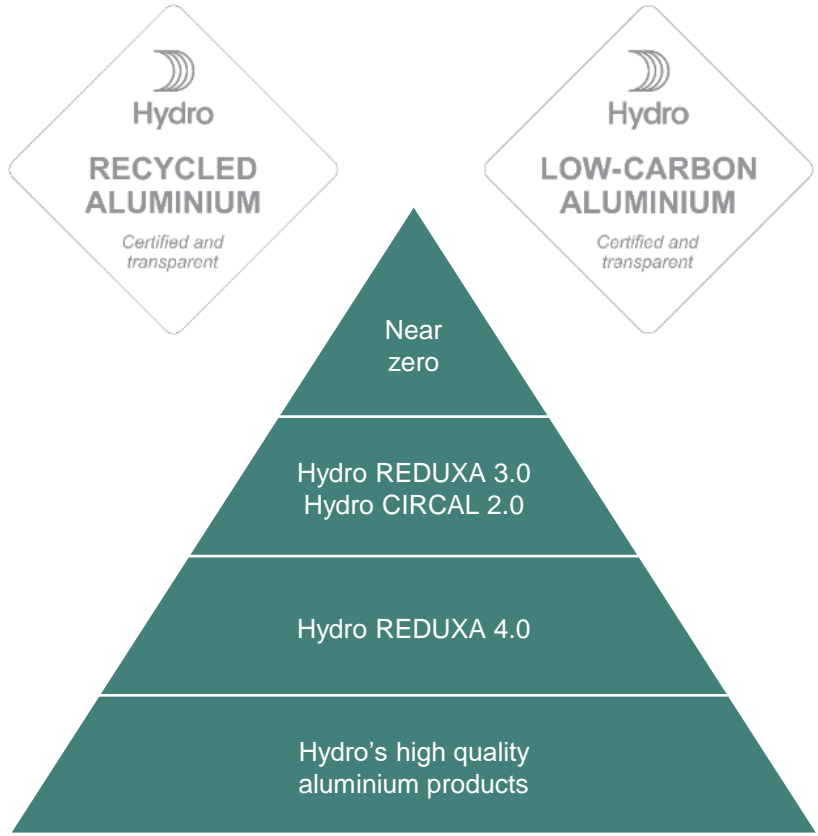 Hydro
RECYCLED
ALUMINIUM
Certified and
transparent
Hydro
LOW-CARBON
ALUMINIUM
Certified and
transparent
Near
zero
Hydro REDUXA 3.0
Hydro CIRCAL 2.0
Hydro REDUXA 4.0
Hydro’s high quality
aluminium products